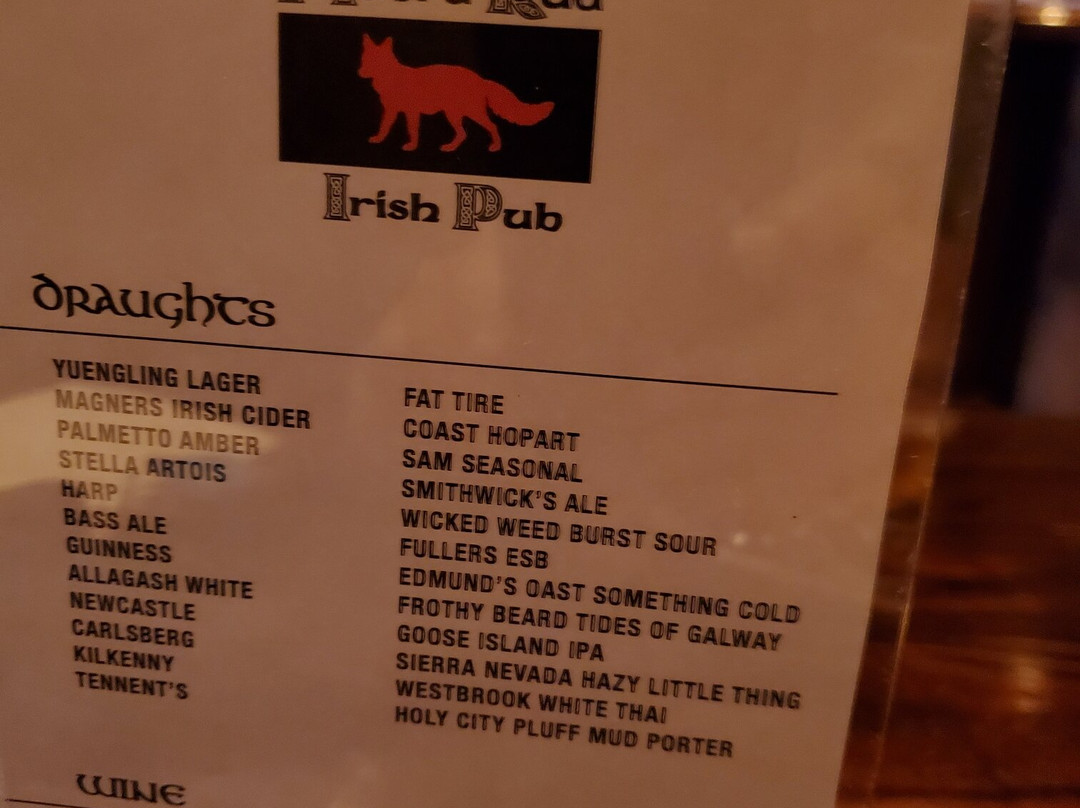 Irish Pub
DRAUGHTS
YUENGLING LAGER
MAGNERS IRISH CIDER
PALMETTO AMBER
STELLA ARTOIS
HARP
BASS ALE
GUINNESS
ALLAGASH WHITE
NEWCASTLE
CARLSBERG
KILKENNY
TENNENT'S
FAT TIRE
COAST HOPART
SAM SEASONAL
SMITHWICK'S ALE
WICKED WEED BURST SOUR
FULLERS ESB
EDMUND'S OAST SOMETHING COLD
FROTHY BEARD TIDES OF GALWAY
GOOSE ISLAND IPA
SIERRA NEVADA HAZY LITTLE THING
WESTBROOK WHITE THAI
HOLY CITY PLUFF MUD PORTER
WINE